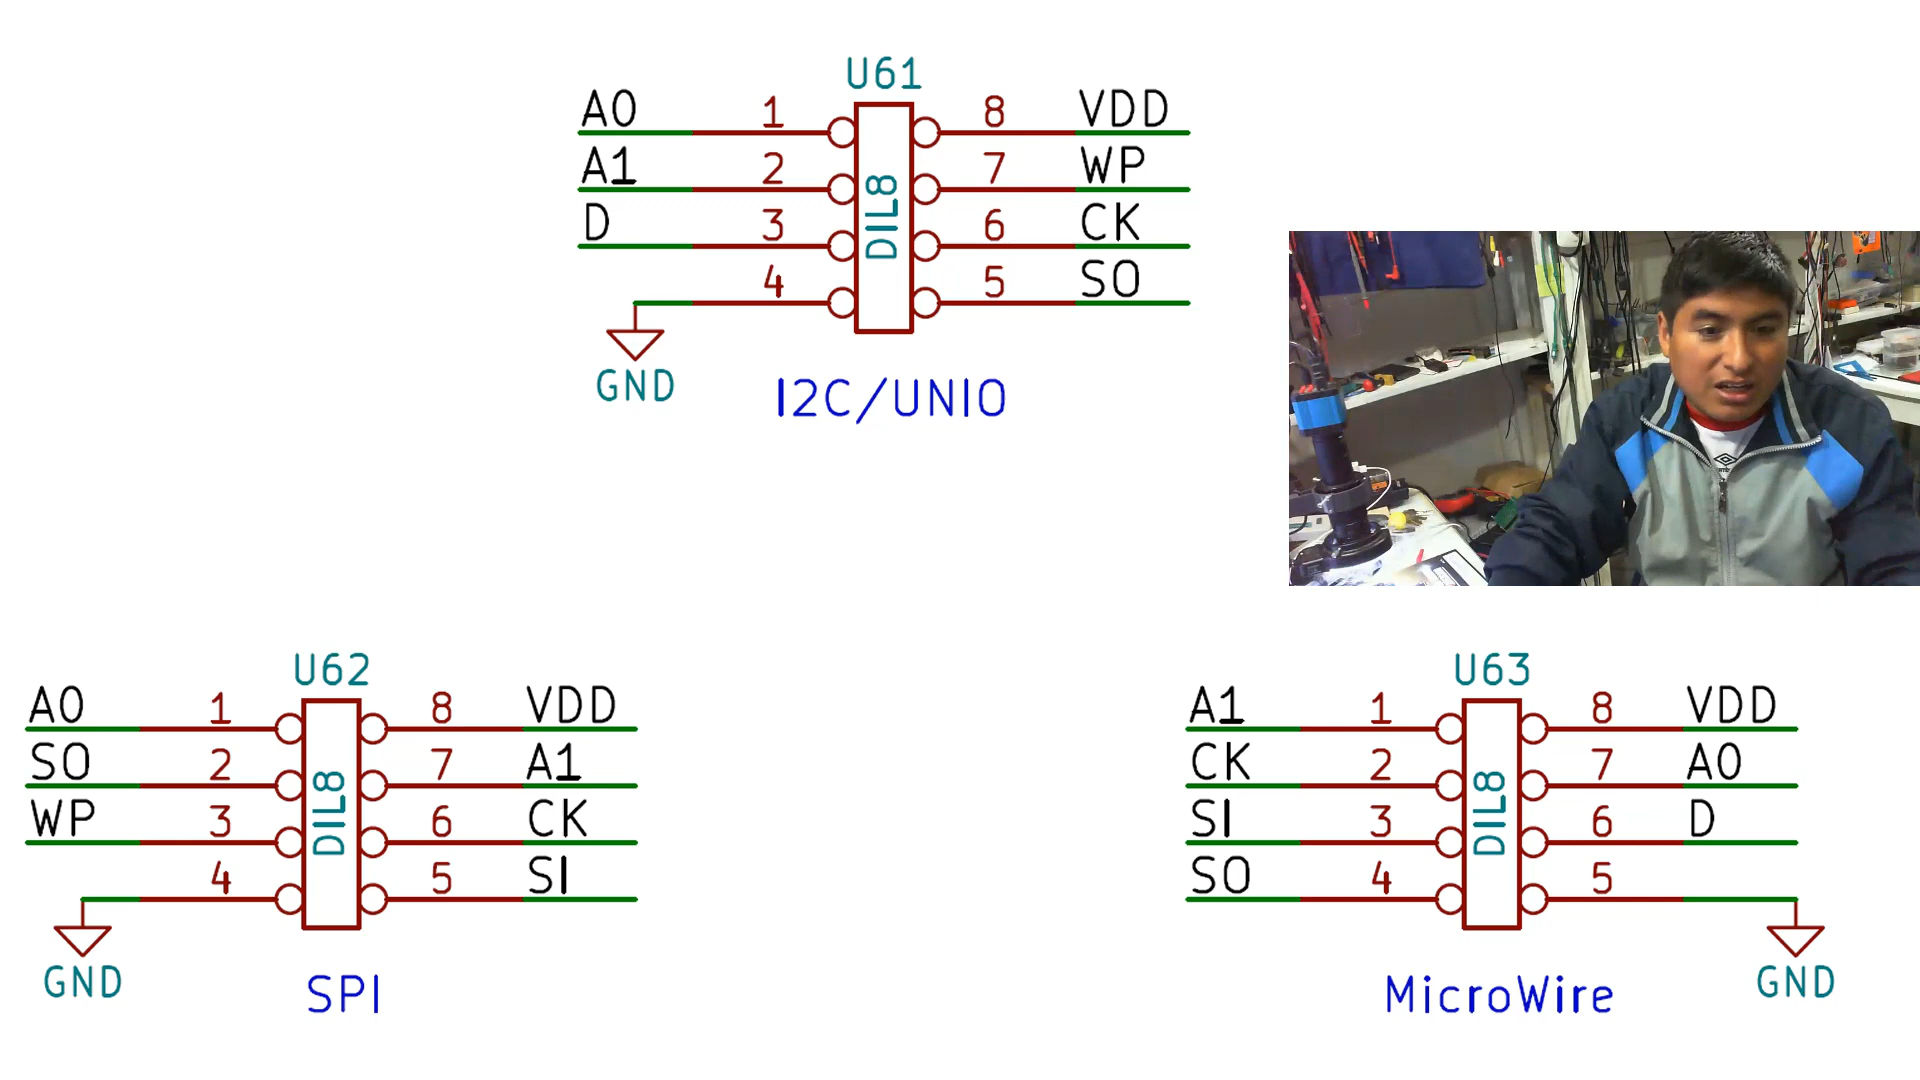 U61
A0 1 8 VDD
A1 2 7 WP
D 3 6 CK
4 5 SO
DIL8
GND
I2C/UNIO
U62
A0 1 8 VDD
SO 2 7 A1
WP 3 6 CK
4 5 SI
DIL8
GND
SPI
U63
A1 1 8 VDD
CK 2 7 A0
SI 3 6 D
SO 4 5
DIL8
GND
MicroWire